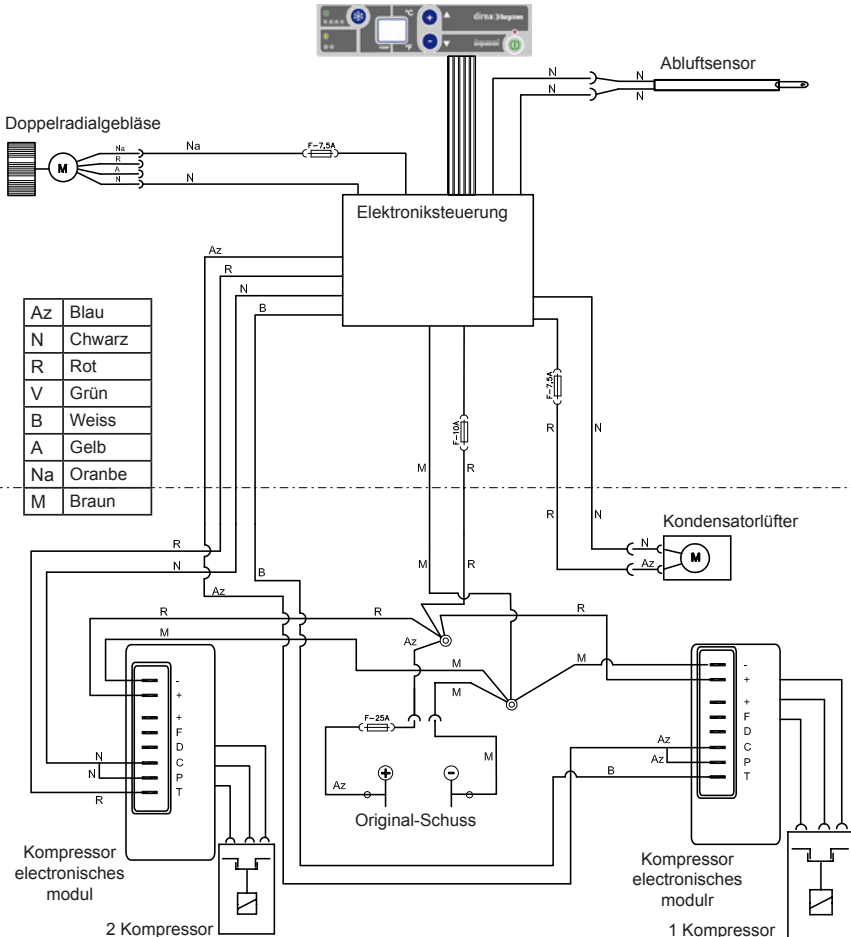 °C
dirna Bergstrom
°F
Abluftsensor
N
N
N
N
Doppelradialgebläse
M
Na
R
A
N
Na
N
F-7,5A
Elektroniksteuerung
Az
R
N
B
Az Blau
N Chwarz
R Rot
V Grün
B Weiss
A Gelb
Na Oranbe
M Braun
F-10A
F-7,5A
M
R
R
N
R
N
Kondensatorlüfter
N
Az
M
R
N
B
Az
M
R
R
R
R
M
Az
M
M
M
F-25A
M
Az
+
-
Original-Schuss
-
+
+
F
D
C
P
T
N
N
R
-
+
+
F
D
C
P
T
Az
Az
B
Kompressor
electronisches
modul
2 Kompressor
Kompressor
electronisches
modulr
1 Kompressor